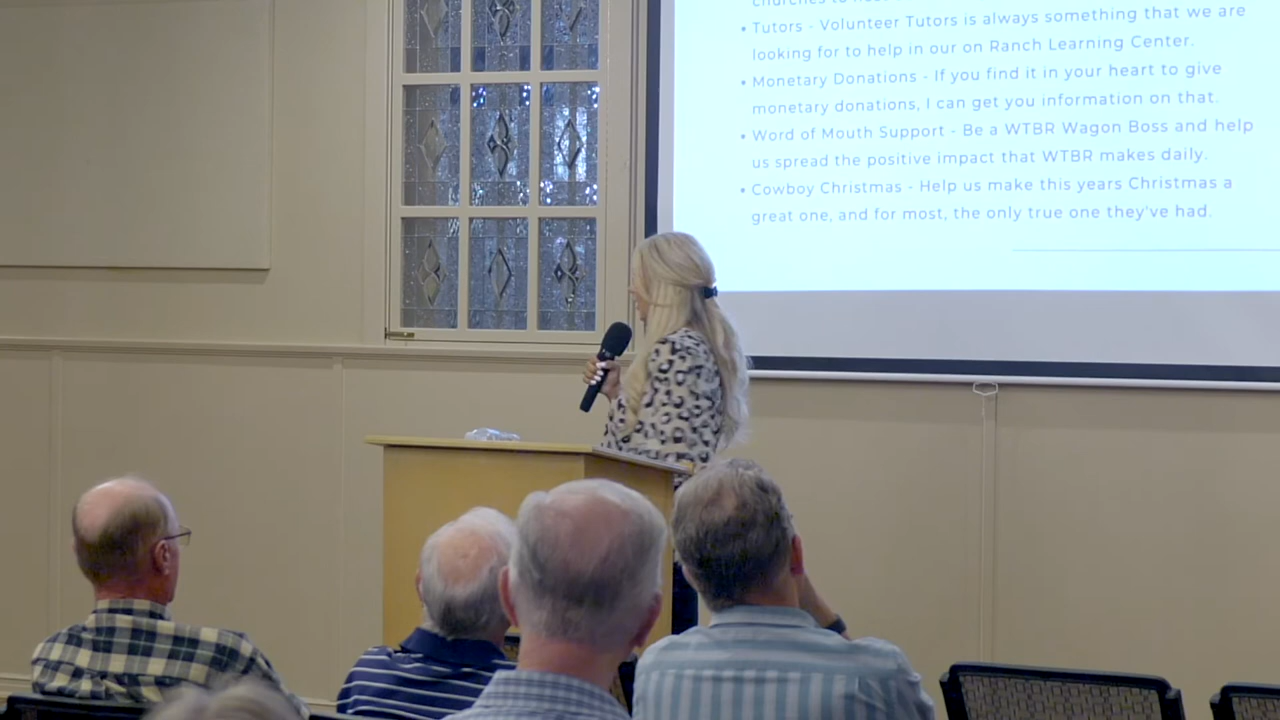 churches to
• Tutors - Volunteer Tutors is always something that we are
looking for to help in our on Ranch Learning Center.
• Monetary Donations - If you find it in your heart to give
monetary donations, I can get you information on that.
• Word of Mouth Support - Be a WTBR Wagon Boss and help
us spread the positive impact that WTBR makes daily.
• Cowboy Christmas - Help us make this years Christmas a
great one, and for most, the only true one they've had.